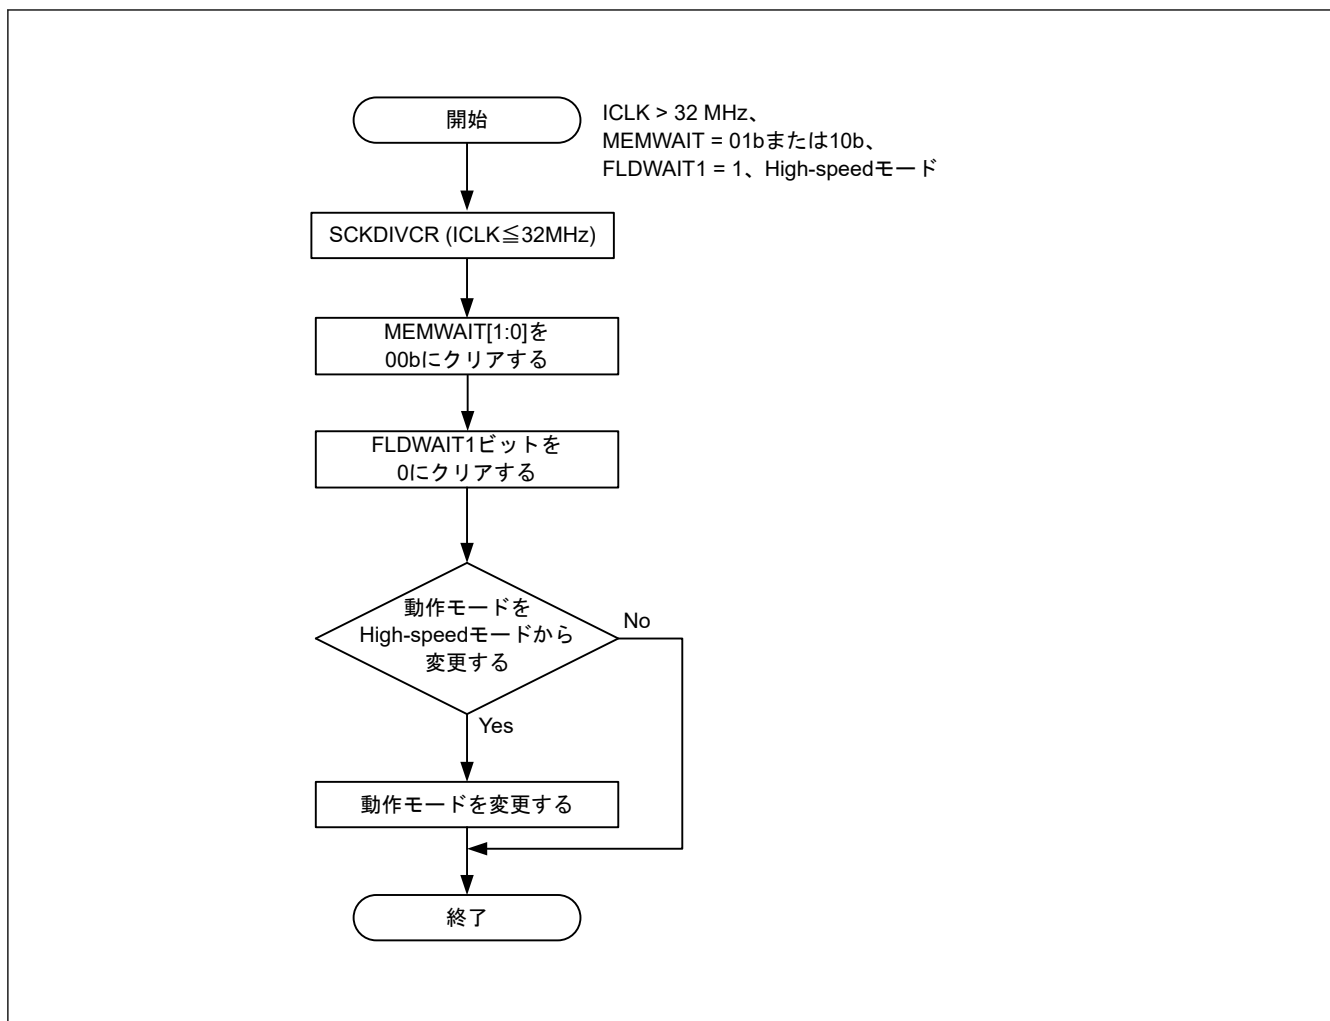 開始
ICLK > 32 MHz、
MEMWAIT = 01bまたは10b、
FLDWAIT1 = 1、High-speedモード
SCKDIVCR (ICLK≦32MHz)
MEMWAIT[1:0]を
00bにクリアする
FLDWAIT1ビットを
0にクリアする
動作モードを
High-speedモードから
変更する
No
Yes
動作モードを変更する
終了